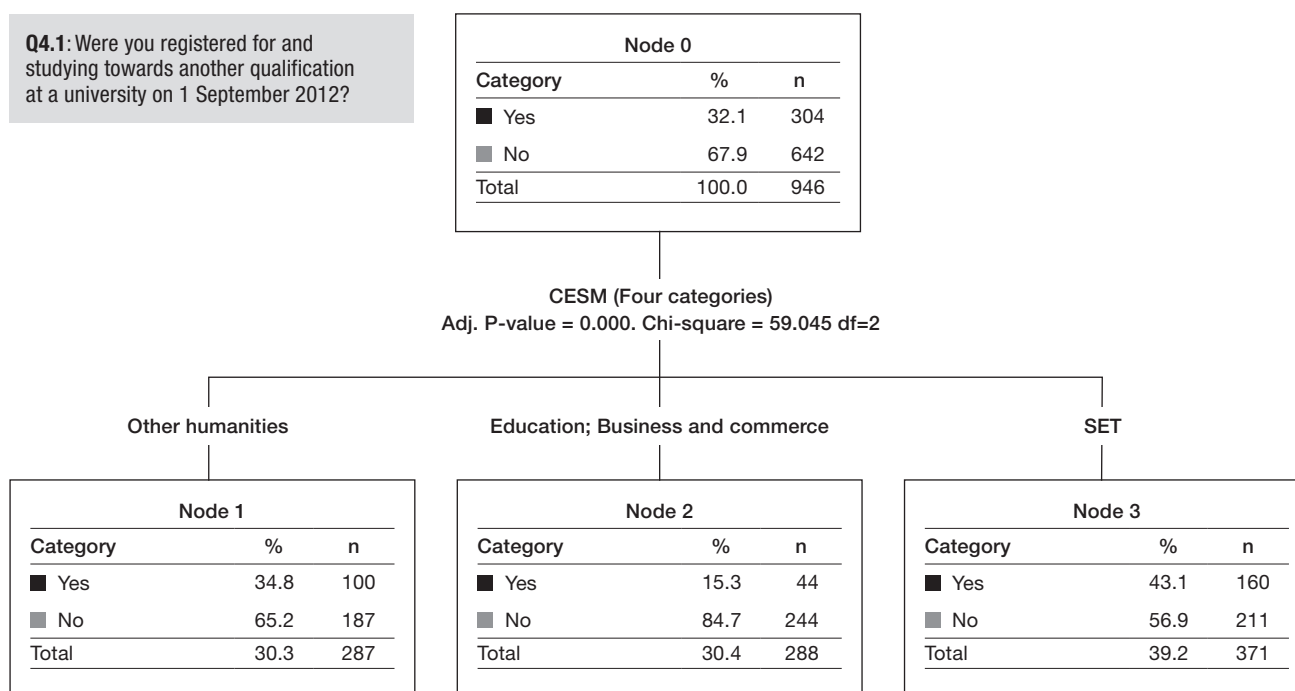 Q4.1: Were you registered for and
studying towards another qualification
at a university on 1 September 2012?
Node 0
Category % n
Yes 32.1 304
No 67.9 642
Total 100.0 946
CESM (Four categories)
Adj. P-value = 0.000. Chi-square = 59.045 df=2
Other humanities
Education; Business and commerce
SET
Node 1
Category % n
Yes 34.8 100
No 65.2 187
Total 30.3 287
Node 2
Category % n
Yes 15.3 44
No 84.7 244
Total 30.4 288
Node 3
Category % n
Yes 43.1 160
No 56.9 211
Total 39.2 371